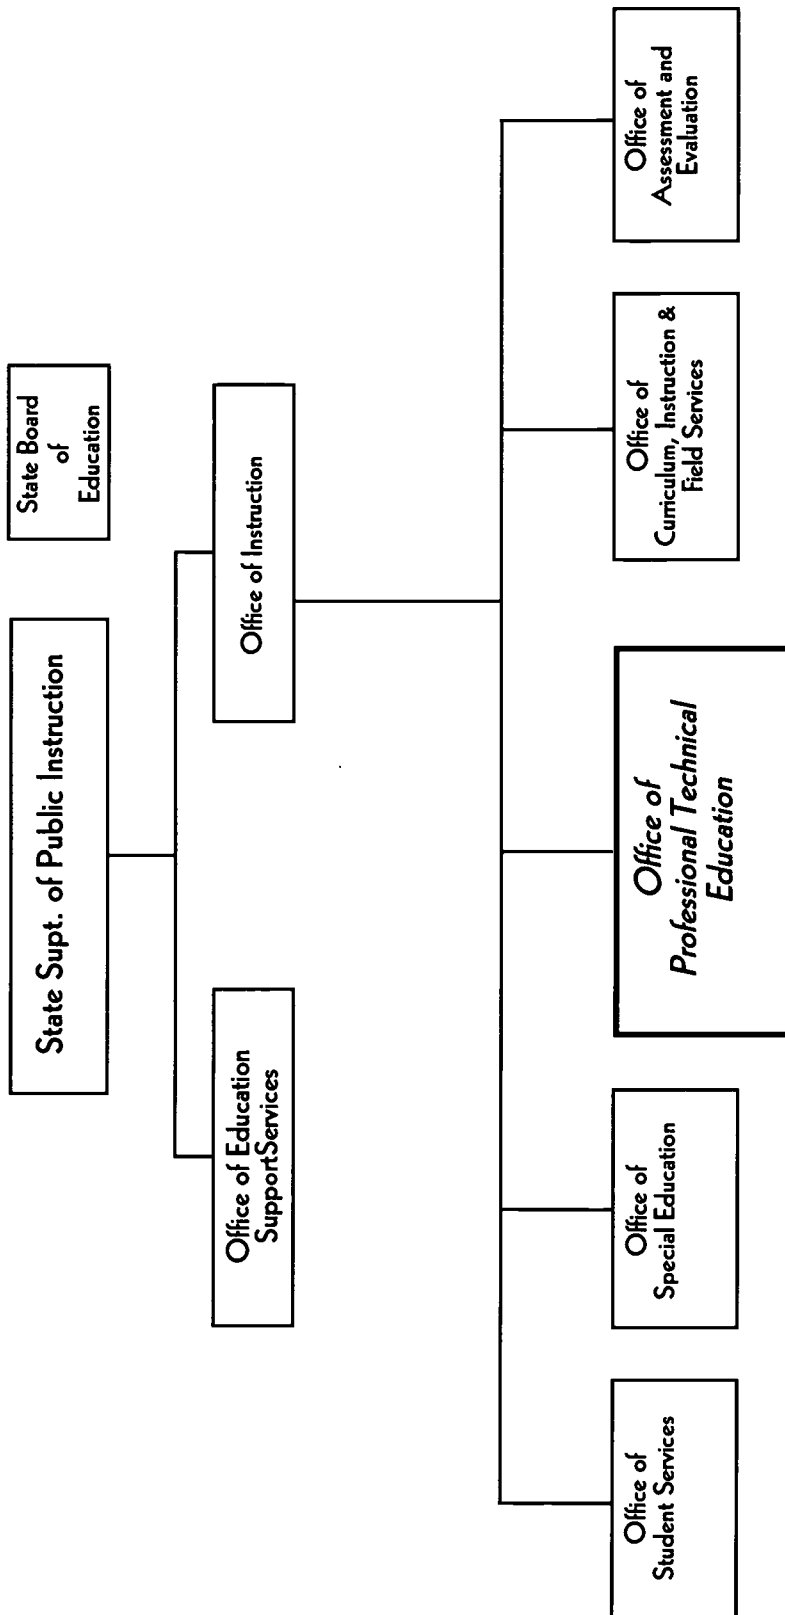 State Supt. of Public Instruction
State Board
of
Education
Office of Education
SupportServices
Office of Instruction
Office of
Student Services
Office of
Special Education
Office of
Professional Technical
Education
Office of
Curriculum, Instruction &
Field Services
Office of
Assessment and
Evaluation